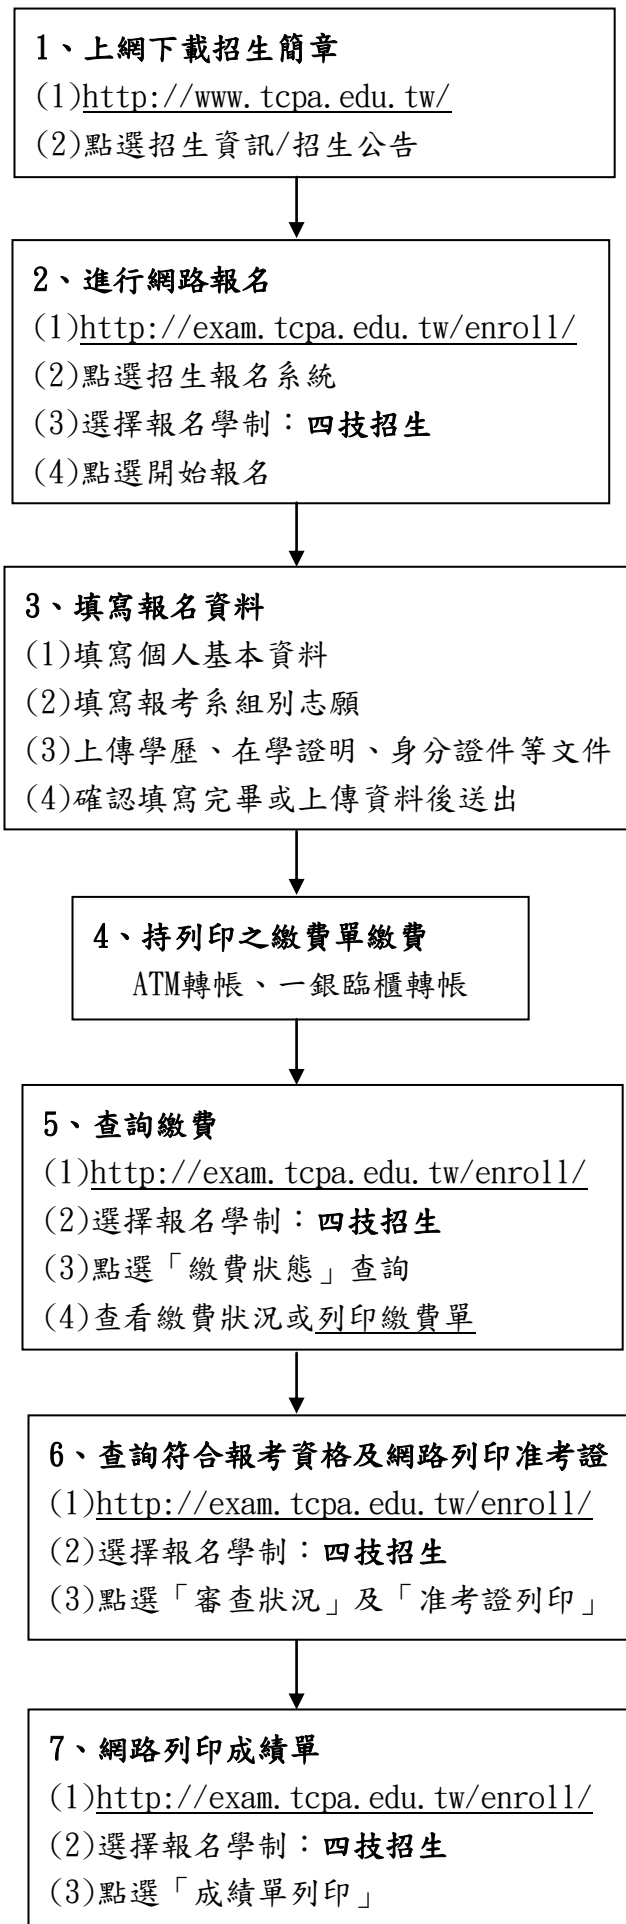 1、上網下載招生簡章
(1)http://www.tcpa.edu.tw/
(2)點選招生資訊/招生公告
2、進行網路報名
(1)http://exam.tcpa.edu.tw/enroll/
(2)點選招生報名系統
(3)選擇報名學制：四技招生
(4)點選開始報名
3、填寫報名資料
(1)填寫個人基本資料
(2)填寫報考系組別志願
(3)上傳學歷、在學證明、身分證件等文件
(4)確認填寫完畢或上傳資料後送出
4、持列印之繳費單繳費
ATM轉帳、一銀臨櫃轉帳
5、查詢繳費
(1)http://exam.tcpa.edu.tw/enroll/
(2)選擇報名學制：四技招生
(3)點選「繳費狀態」查詢
(4)查看繳費狀況或列印繳費單
6、查詢符合報考資格及網路列印准考證
(1)http://exam.tcpa.edu.tw/enroll/
(2)選擇報名學制：四技招生
(3)點選「審查狀況」及「准考證列印」
7、網路列印成績單
(1)http://exam.tcpa.edu.tw/enroll/
(2)選擇報名學制：四技招生
(3)點選「成績單列印」